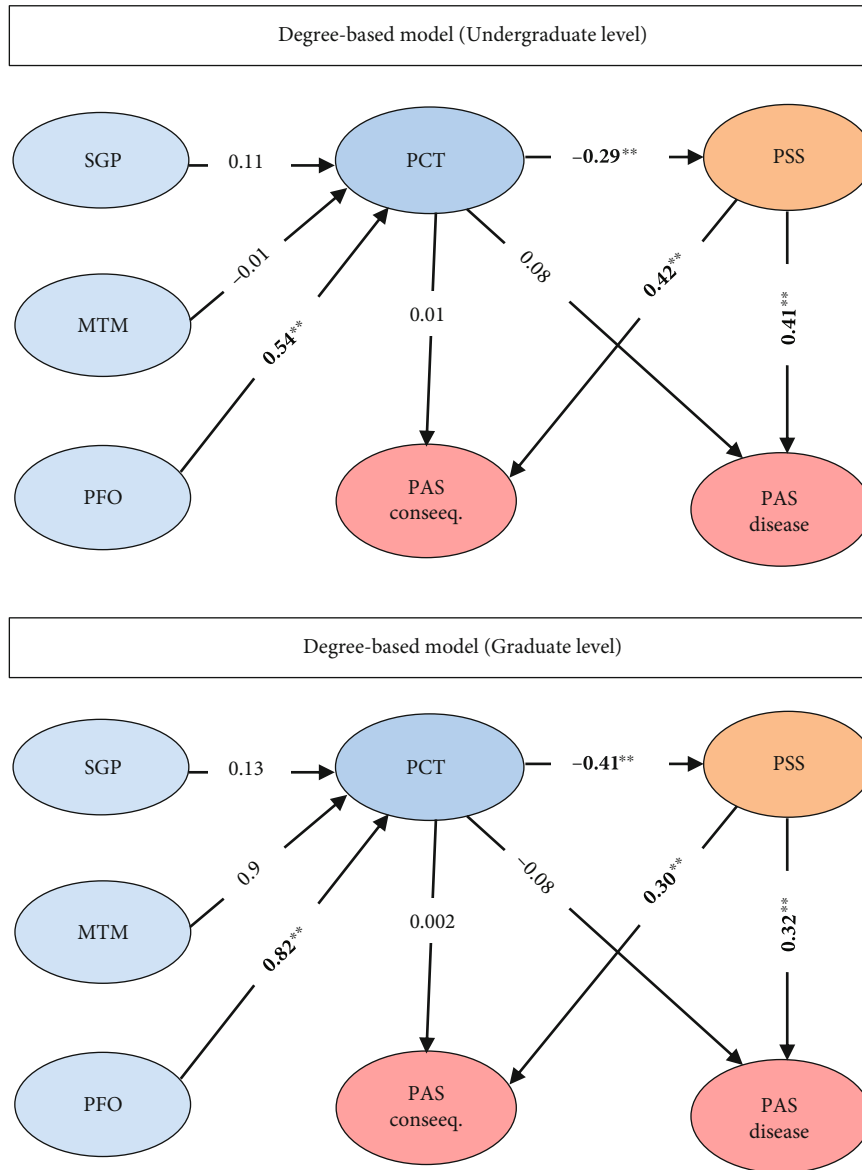 Degree-based model (Undergraduate level)
SGP
0.11
PCT
–0.29**
PSS
MTM
–0.01
0.54**
0.01
0.08
0.42**
0.41**
PFO
PAS
conseeq.
PAS
disease
Degree-based model (Graduate level)
SGP
0.13
PCT
–0.41**
PSS
MTM
0.9
0.82**
0.002
–0.08
0.30**
0.32**
PFO
PAS
conseeq.
PAS
disease